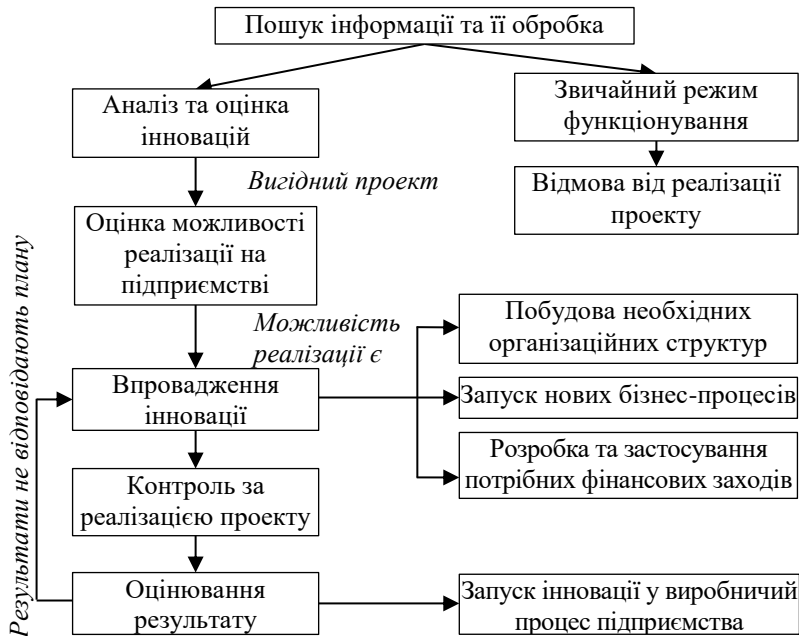 Пошук інформації та її обробка
Аналіз та оцінка
інновацій
Звичайний режим
функціонування
Вигідний проект
Відмова від реалізації
проекту
Оцінка можливості
реалізації на
підприємстві
Можливість
реалізації є
Побудова необхідних
організаційних структур
Впровадження
інновації
Запуск нових бізнес-процесів
Розробка та застосування
потрібних фінансових заходів
Контроль за
реалізацією проекту
Результати не відповідають плану
Оцінювання
результату
Запуск інновації у виробничий
процес підприємства